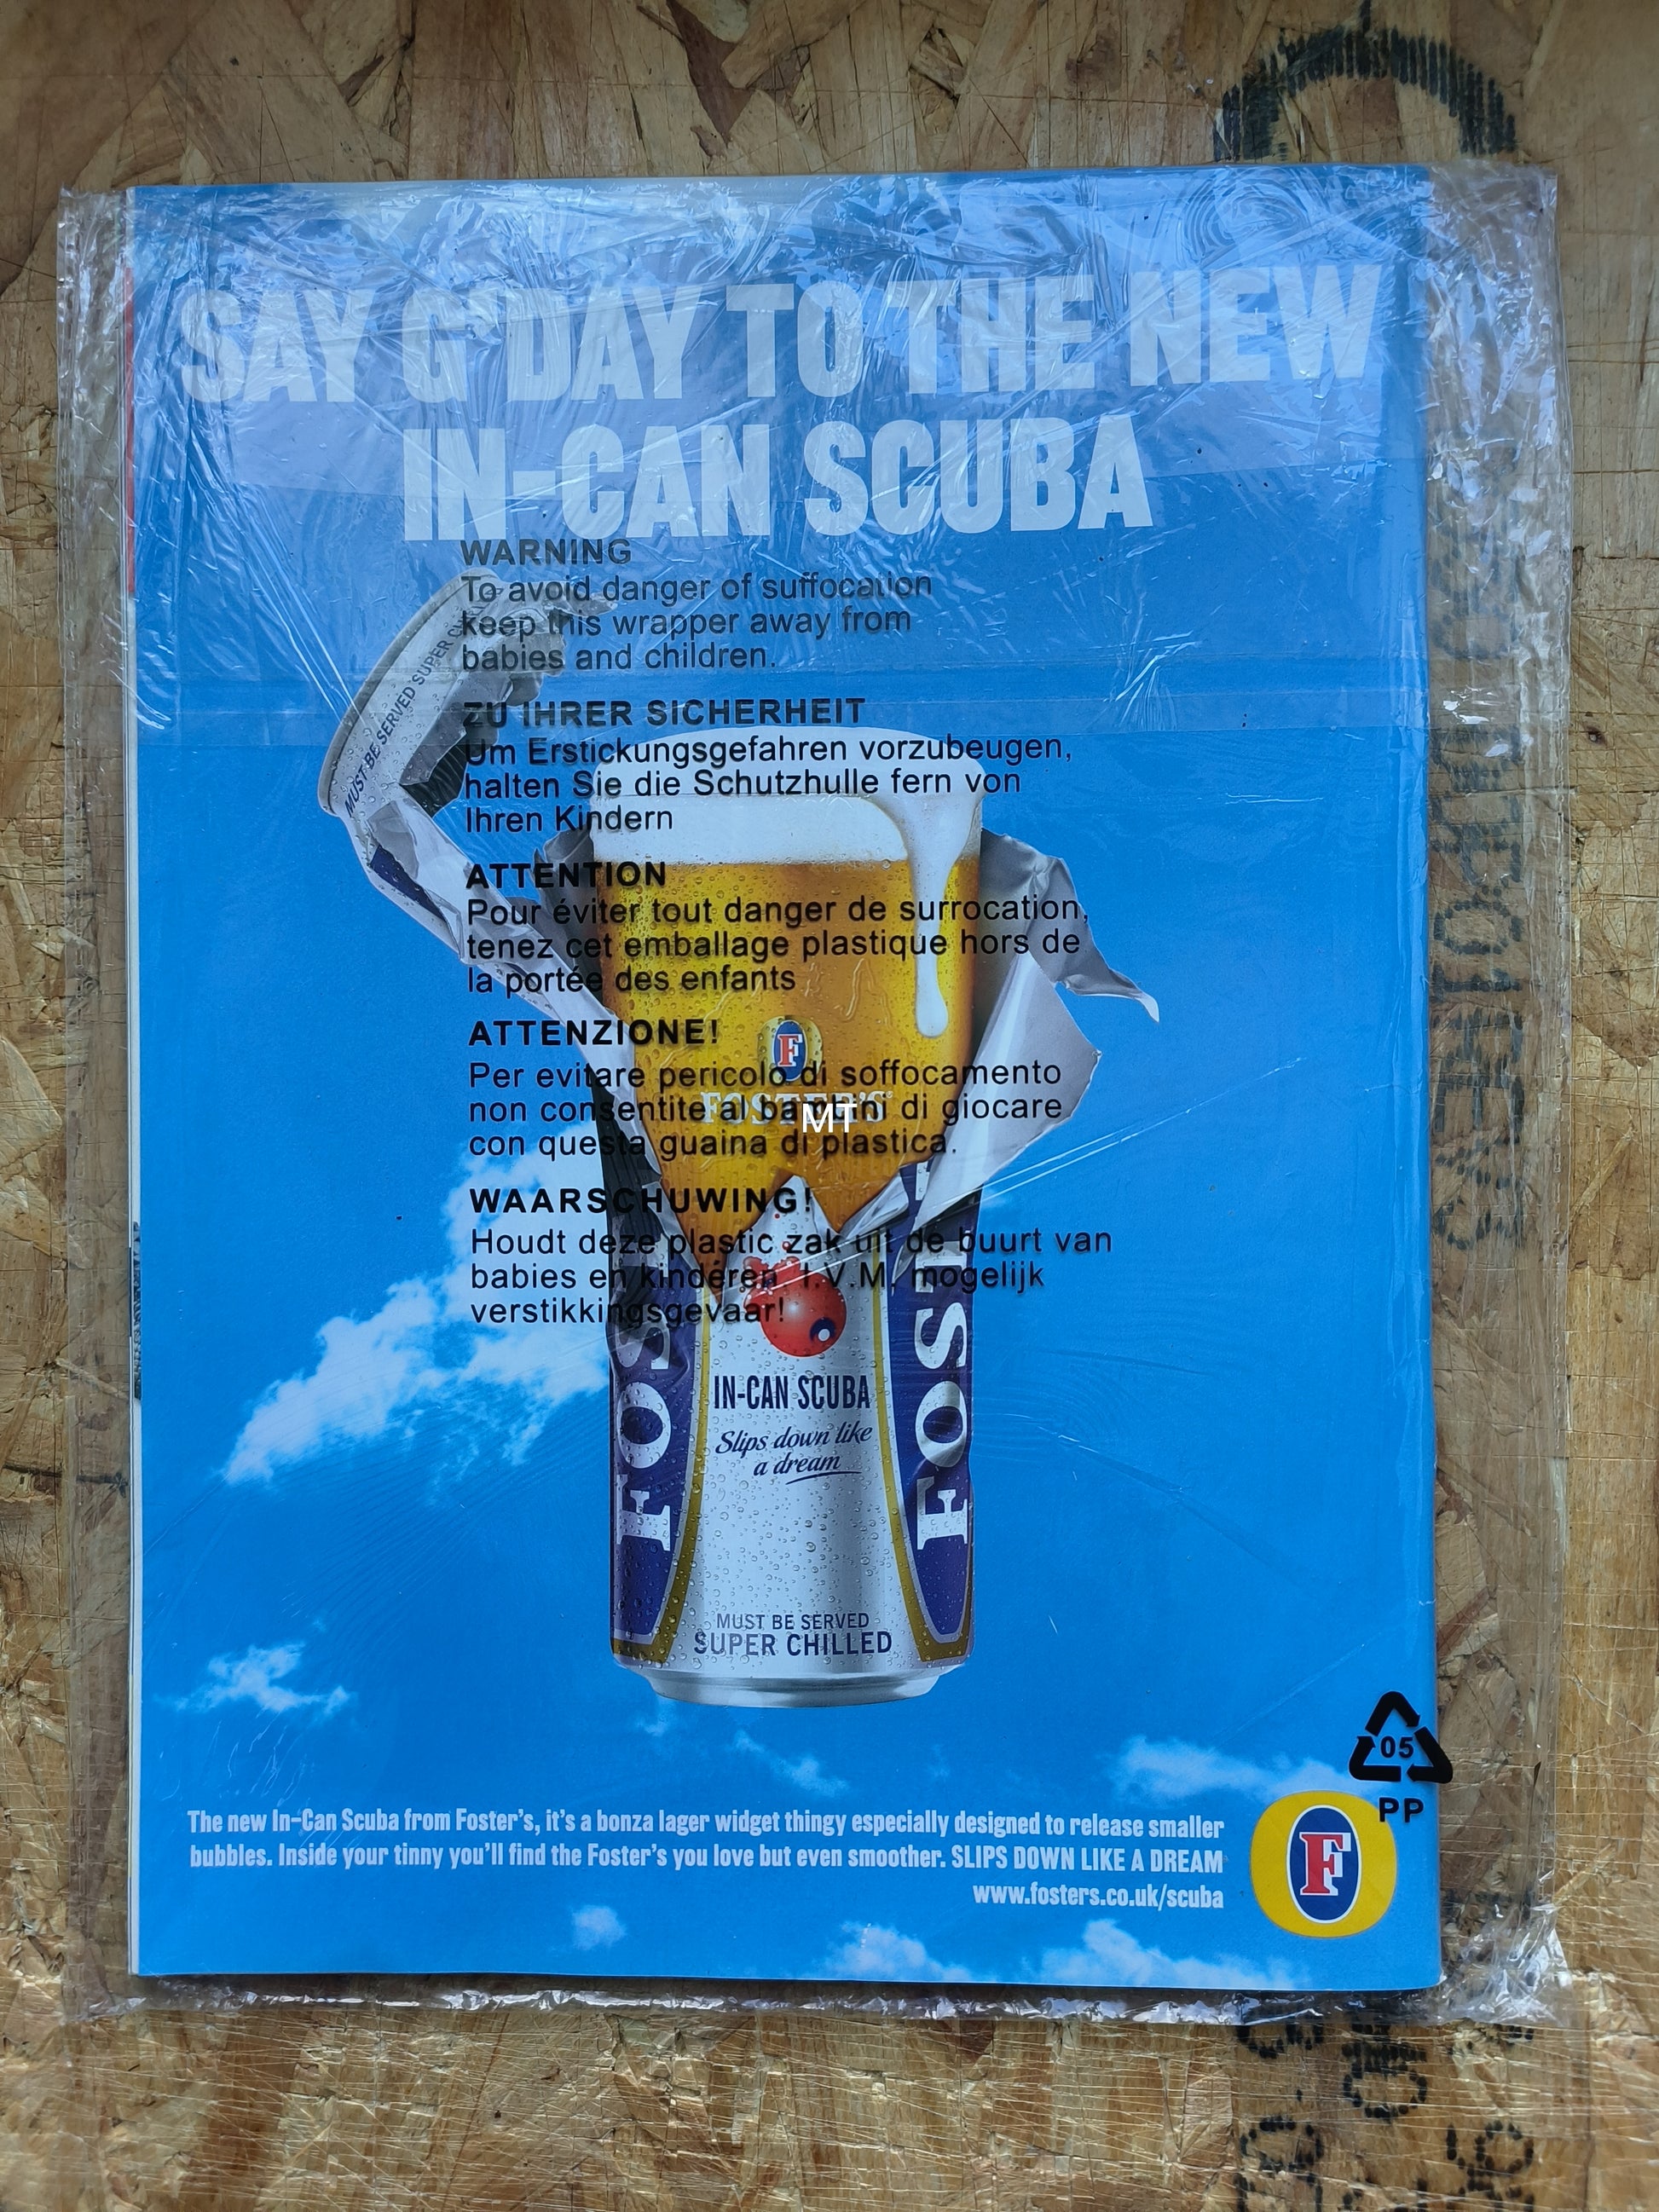 SAY G'DAY TO THE NEW
IN-CAN SCUBA
WARNING
To avoid danger of suffocation
keep this wrapper away from
babies and children.
MUST BE SERVED SUPER
ZU IHRER SICHERHEIT
Um Erstickungsgefahren vorzubeugen,
halten Sie die Schutzhulle fern von
Ihren Kindern
ATTENTION
Pour éviter tout danger de surrocation,
tenez cet emballage plastique hors de
la portée des enfants
ATTENZIONE!
Per evitare pericolo di soffocamento
non consentite ai bambini di giocare
con questa guaina di plastica.
F
FOSTER'S
MT
WAARSCHUWING!
Houdt deze plastic zak uit de buurt van
babies en kinderen. I.V.M, mogelijk
verstikkingsgevaar!
FOS
FOST
IN-CAN SCUBA
Slips down like
a dream
MUST BE SERVED
SUPER CHILLED
05
PP
The new In-Can Scuba from Foster's, it's a bonza lager widget thingy especially designed to release smaller
bubbles. Inside your tinny you'll find the Foster's you love but even smoother. SLIPS DOWN LIKE A DREAM
www.fosters.co.uk/scuba
F